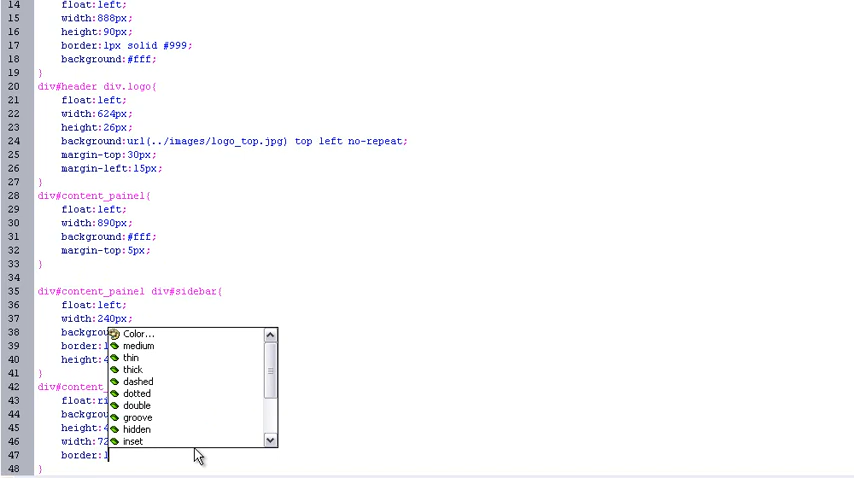 14 float:left;
15 width:888px;
16 height:90px;
17 border:1px solid #999;
18 background:#fff;
19 }
20 div#header div.logo{
21 float:left;
22 width:624px;
23 height:26px;
24 background:url(../images/logo_top.jpg) top left no-repeat;
25 margin-top:30px;
26 margin-left:15px;
27 }
28 div#content_painel{
29 float:left;
30 width:890px;
31 background:#fff;
32 margin-top:5px;
33 }
34
35 div#content_painel div#sidebar{
36 float:left;
37 width:240px;
38 backgrou
39 border:1
40 height:4
41 }
42 div#content_
43 float:ri
44 backgrou
45 height:4
46 width:72
47 border:1
48 }
Color...
medium
thin
thick
dashed
dotted
double
groove
hidden
inset